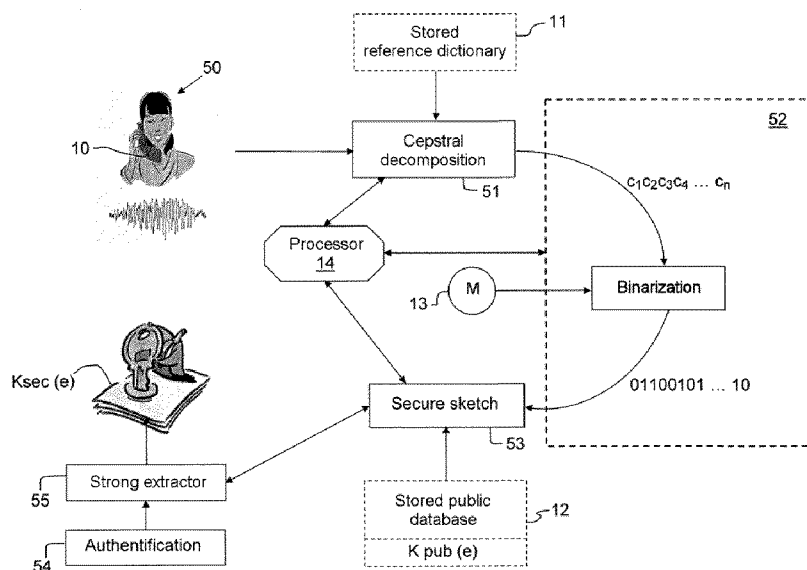 Stored
reference dictionary
11
50
10
Cepstral
decomposition
51
52
c1c2c3c4 ... cn
Processor
14
13
M
Binarization
Ksec (e)
01100101 ... 10
Secure sketch
53
Strong extractor
55
Stored public
database
12
K pub (e)
Authentification
54